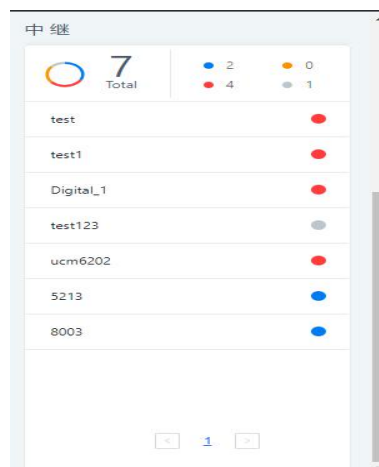 中继
7
Total
2
0
4
1
test
test1
Digital_1
test123
ucm6202
5213
8003
< 1 >